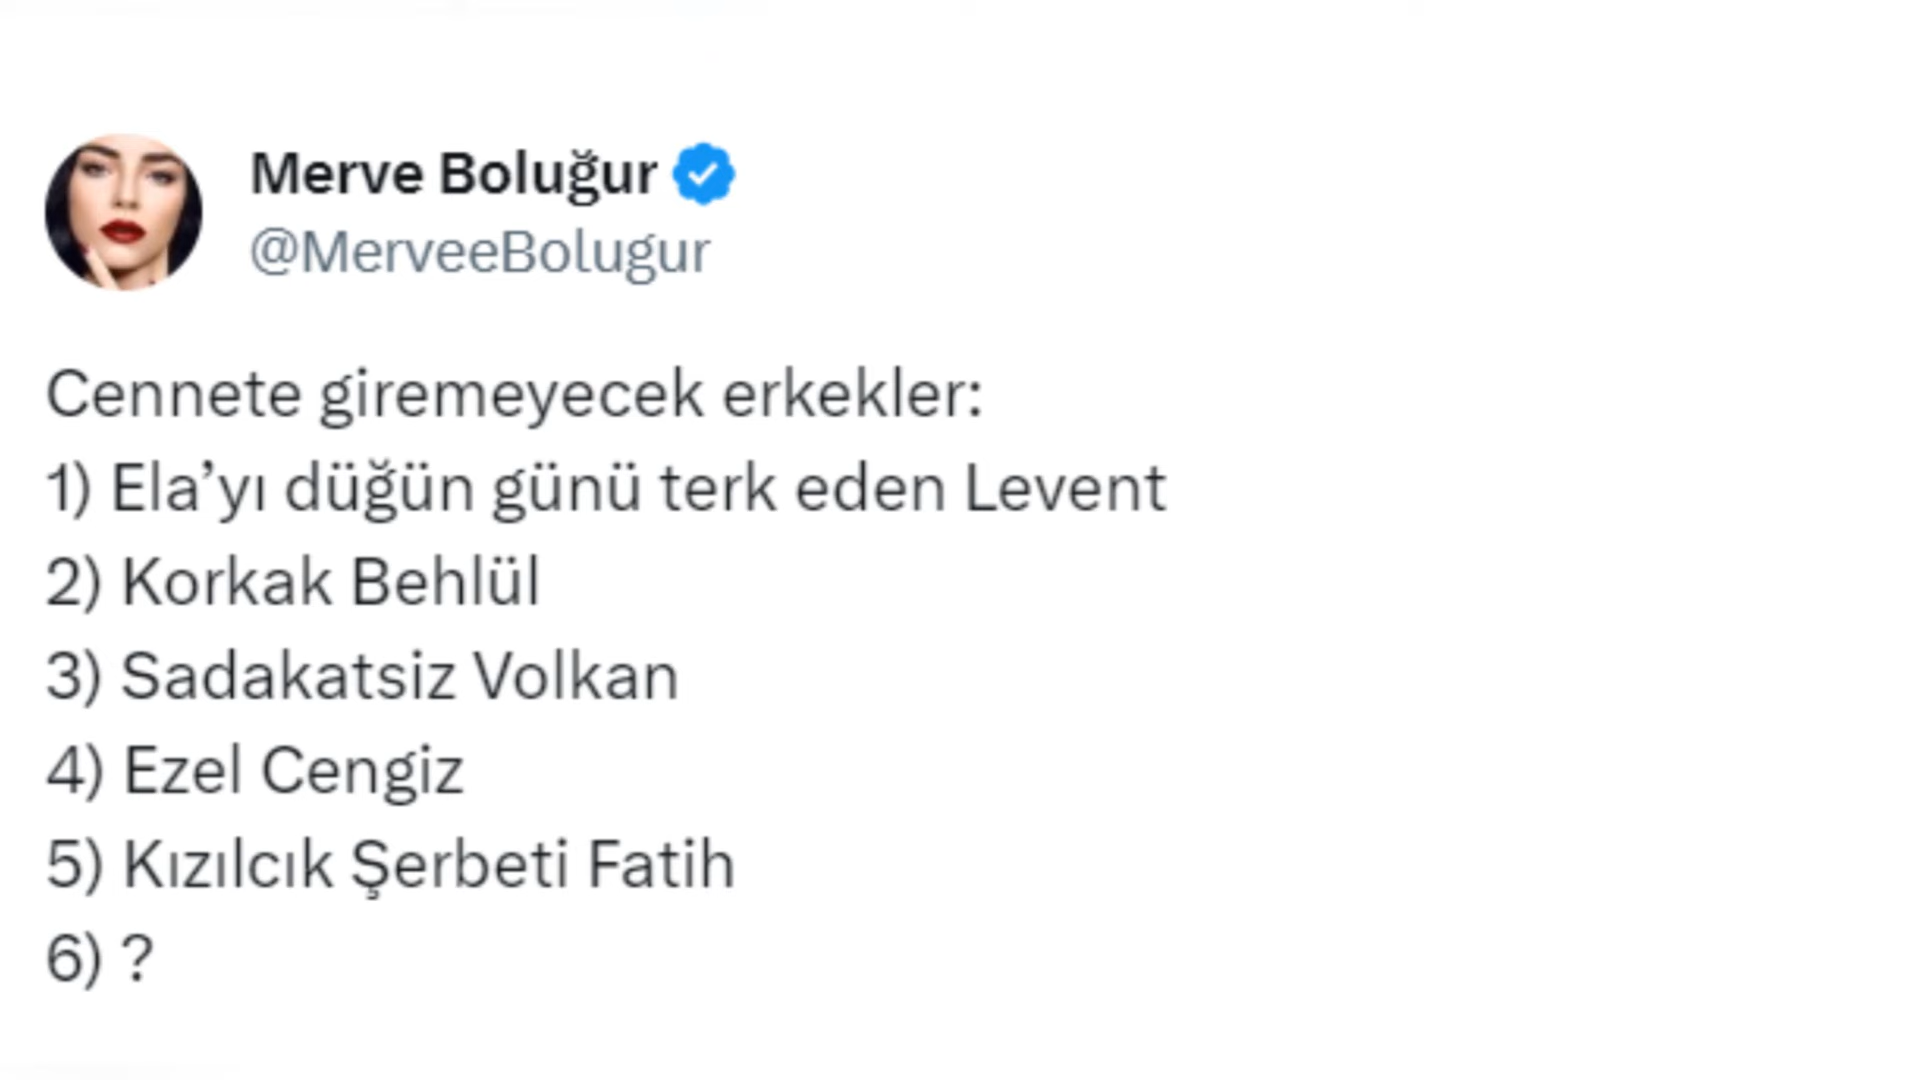 Merve Boluğur
@MerveeBolugur
Cennete giremeyecek erkekler:
1) Ela’yı düğün günü terk eden Levent
2) Korkak Behlül
3) Sadakatsiz Volkan
4) Ezel Cengiz
5) Kızılcık Şerbeti Fatih
6) ?